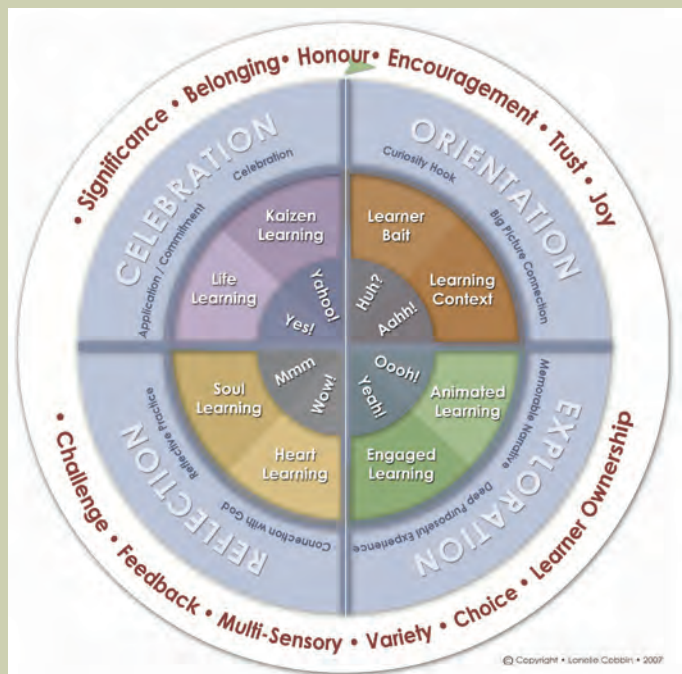 • Significance • Belonging • Honour • Encouragement • Trust • Joy
ORIENTATION
Curiosity Hook
Big Picture Connection
Learner
Bait
Learning
Context
Huh?
Aahh!
EXPLORATION
Memorable Narrative
Deep Purposeful Experience
Animated
Learning
Engaged
Learning
Oooh!
Yeah!
REFLECTION
Connection with God
Reflective Practice
Heart
Learning
Soul
Learning
Wow!
Mmm
CELEBRATION
Application / Commitment
Celebration
Life
Learning
Kaizen
Learning
Yes!
Yahoo!
• Challenge • Feedback • Multi-Sensory • Variety • Choice • Learner Ownership
© Copyright • Lorielle Cobbin • 2007